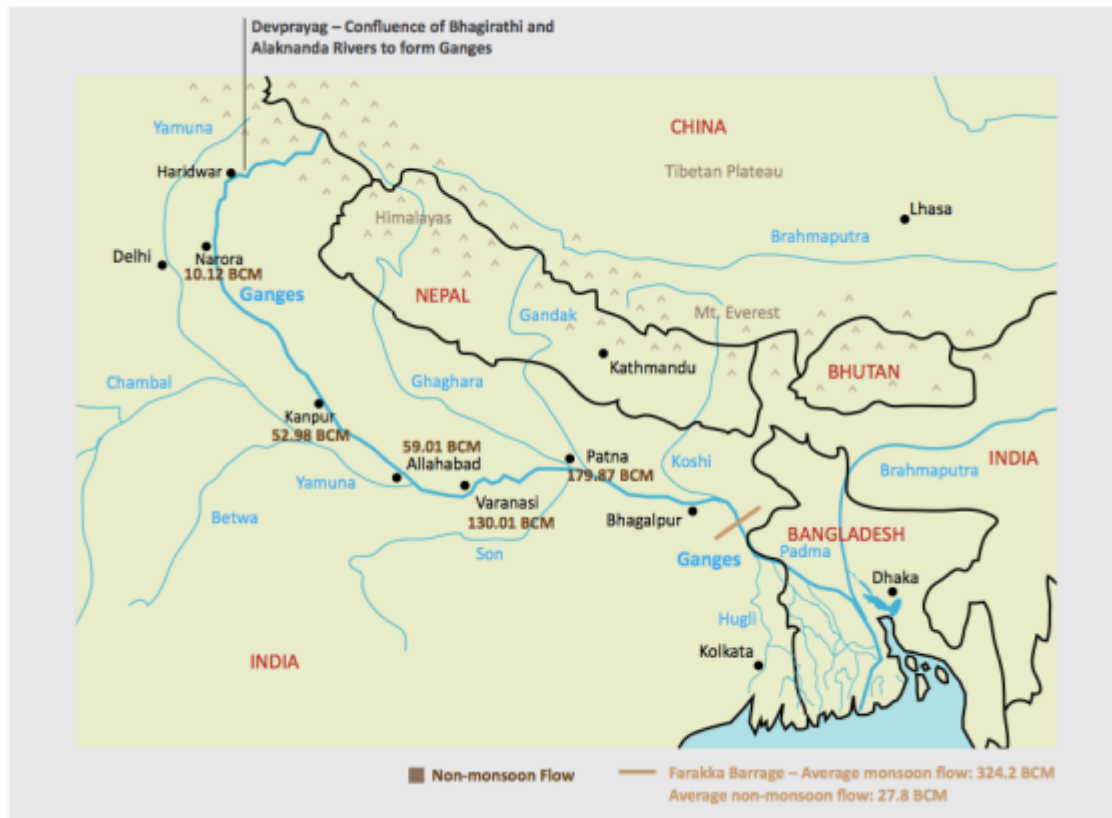 Devprayag – Confluence of Bhagirathi and
Alaknanda Rivers to form Ganges
CHINA
Yamuna
Tibetan Plateau
Haridwar
Lhasa
Himalayas
Brahmaputra
Delhi
Narora
10.12 BCM
Ganges
NEPAL
Gandak
Mt. Everest
Kathmandu
BHUTAN
Chambal
Ghaghara
Kanpur
52.98 BCM
59.01 BCM
Allahabad
Patna
179.87 BCM
Koshi
Brahmaputra
INDIA
Yamuna
Varanasi
130.01 BCM
Bhagalpur
Betwa
Son
BANGLADESH
Ganges
Padma
Dhaka
Hugli
Kolkata
INDIA
Non-monsoon Flow
Farakka Barrage – Average monsoon flow: 324.2 BCM
Average non-monsoon flow: 27.8 BCM